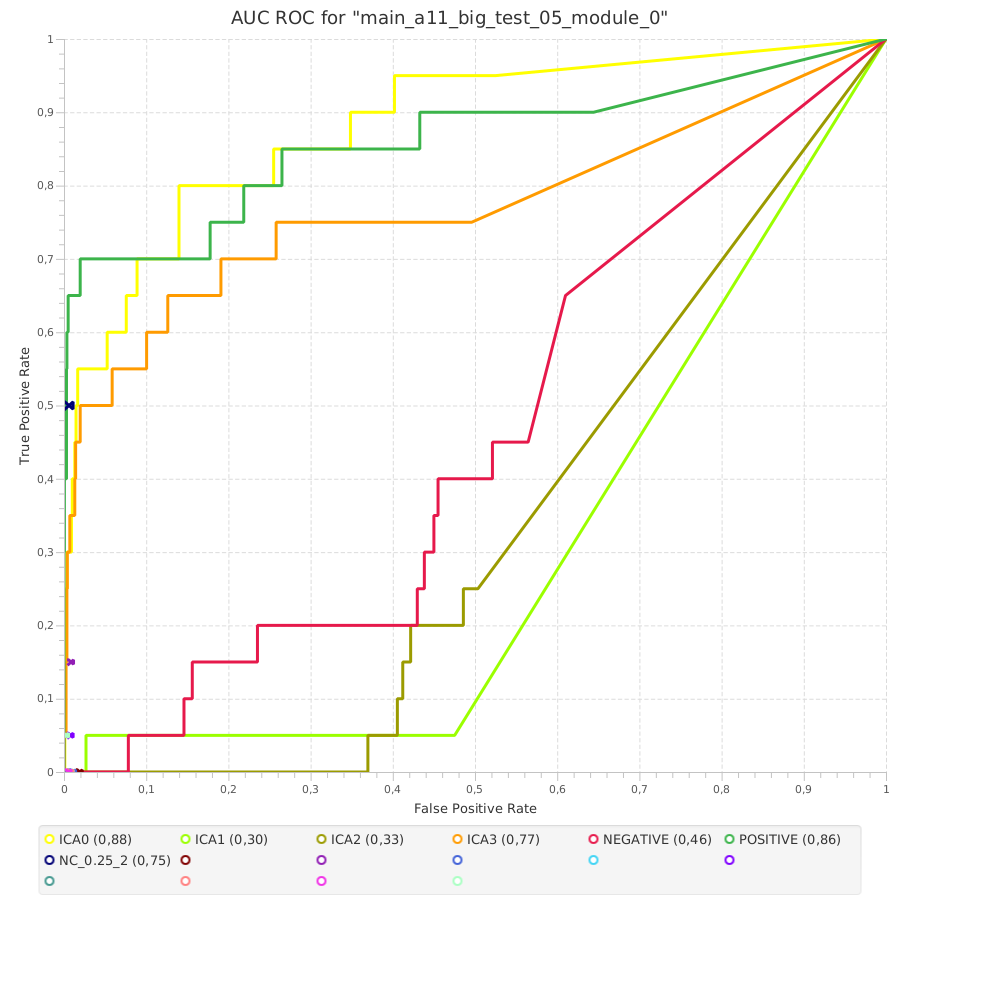 AUC ROC for "main_a11_big_test_05_module_0"
1
0,9
0,8
0,7
0,6
0,5
0,4
0,3
0,2
0,1
0
True Positive Rate
0 0,1 0,2 0,3 0,4 0,5 0,6 0,7 0,8 0,9 1
False Positive Rate
ICA0 (0,88) ICA1 (0,30) ICA2 (0,33) ICA3 (0,77) NEGATIVE (0,46) POSITIVE (0,86)
NC_0.25_2 (0,75)